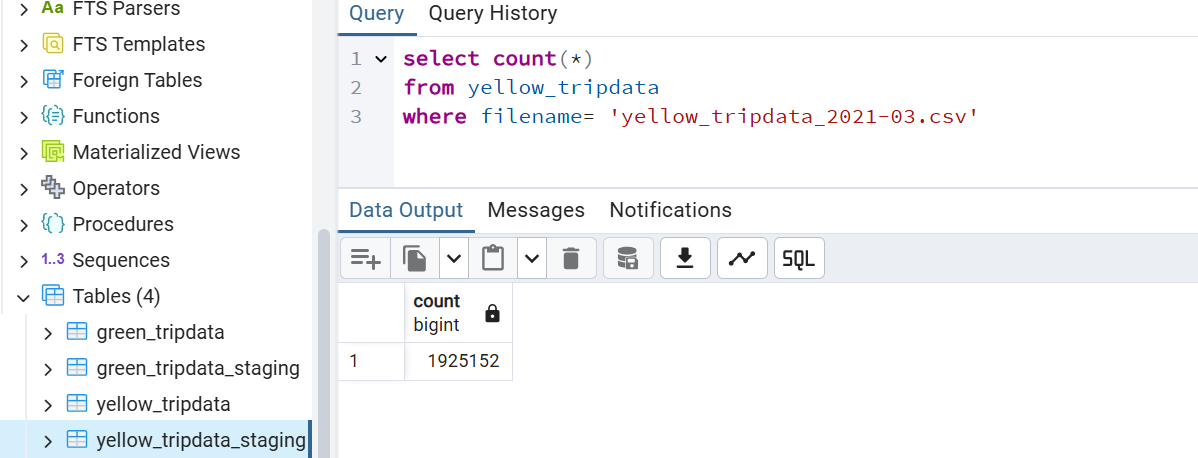 FTS Parsers
FTS Templates
Foreign Tables
Functions
Materialized Views
Operators
Procedures
1..3 Sequences
Tables (4)
green_tripdata
green_tripdata_staging
yellow_tripdata
yellow_tripdata_staging
Query Query History
1 select count(*)
2 from yellow_tripdata
3 where filename= 'yellow_tripdata_2021-03.csv'
Data Output Messages Notifications
SQL
count
bigint
1 1925152